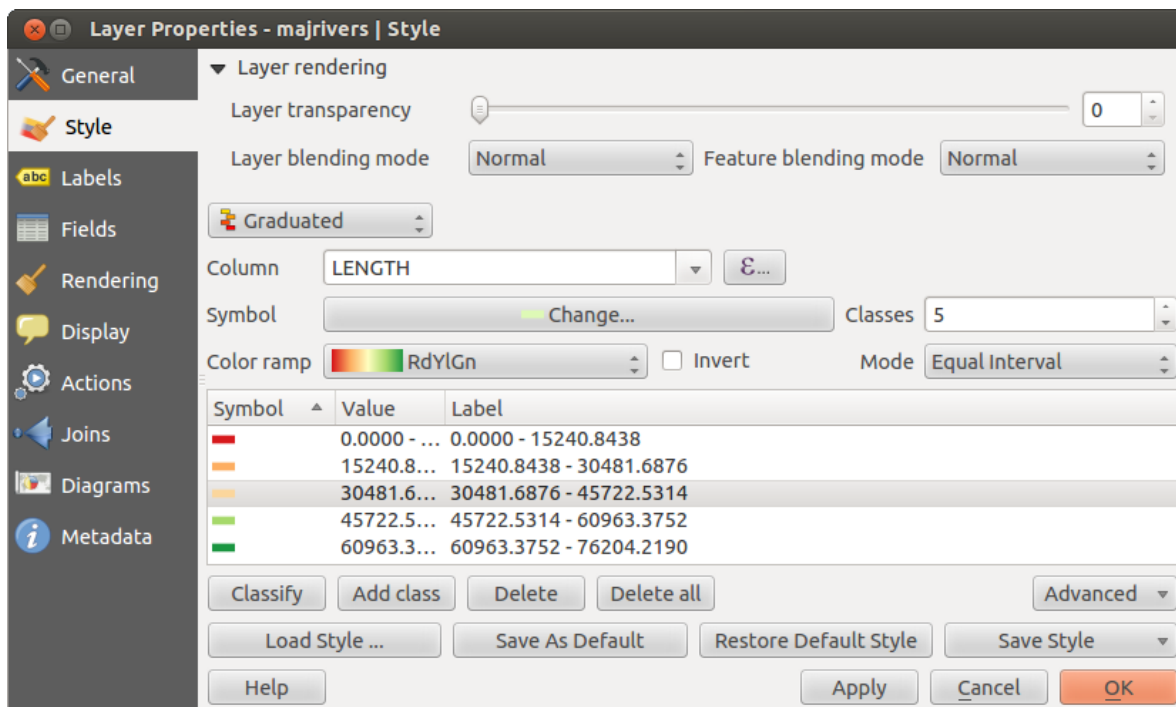 Layer Properties - majrivers | Style
General
Style
abc Labels
Fields
Rendering
Display
Actions
Joins
Diagrams
Metadata
Layer rendering
Layer transparency 0
Layer blending mode Normal Feature blending mode Normal
Graduated
Column LENGTH ε...
Symbol Change... Classes 5
Color ramp RdYlGn Invert Mode Equal Interval
Symbol Value Label
0.0000 - ... 0.0000 - 15240.8438
15240.8... 15240.8438 - 30481.6876
30481.6... 30481.6876 - 45722.5314
45722.5... 45722.5314 - 60963.3752
60963.3... 60963.3752 - 76204.2190
Classify Add class Delete Delete all Advanced
Load Style ... Save As Default Restore Default Style Save Style
Help Apply Cancel OK